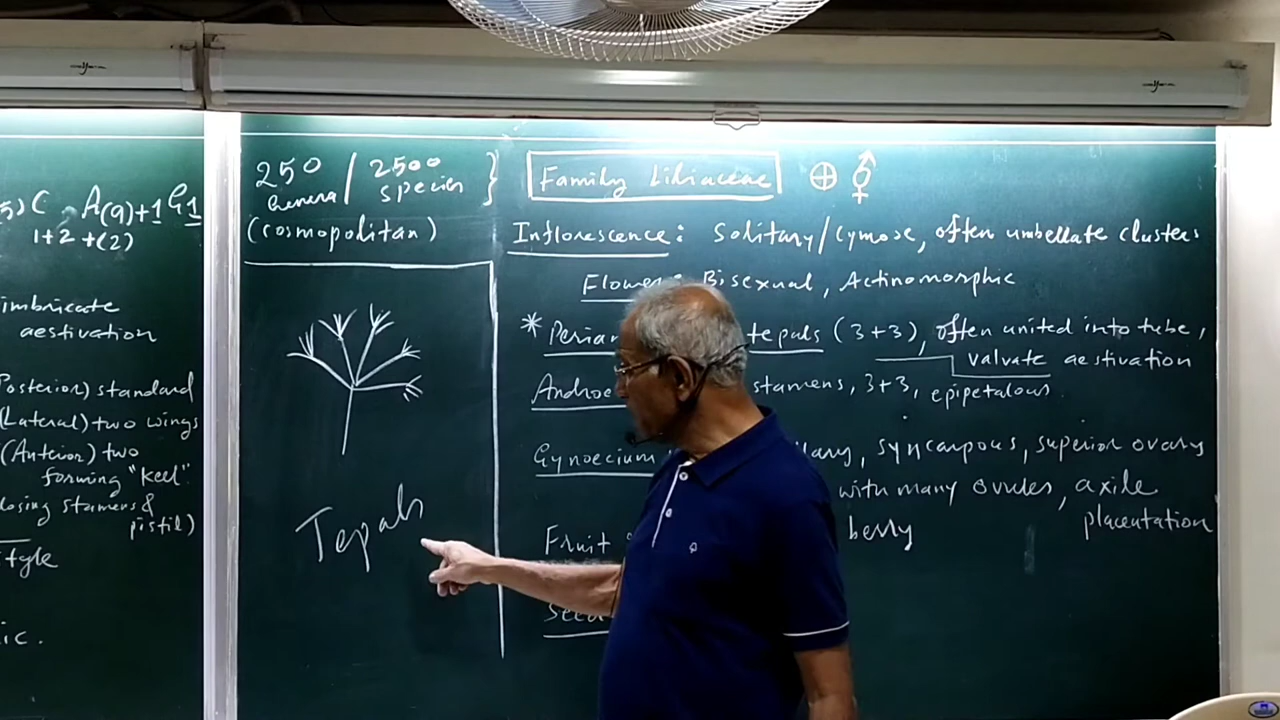 5) C A(9)+1 G1
1+2+(2)
imbricate
aestivation
Posterior) standard
(Lateral) two wings
(Anterior) two
forming "keel".
losing stamens &
pistil)
style
ic.
250 / 2500 }
Genera species
(cosmopolitan)
Tepals
Family Liliaceae ⊕ ⚥
Inflorescence: Solitary/Cymose, often umbellate clusters
Flower: Bisexual, Actinomorphic
* Perian tepals (3+3), often united into tube,
valvate aestivation
Androe stamens, 3+3, epipetalous.
Gynoecium lary, syncarpous, superior ovary
with many ovules, axile
placentation
Fruit berry
Seed